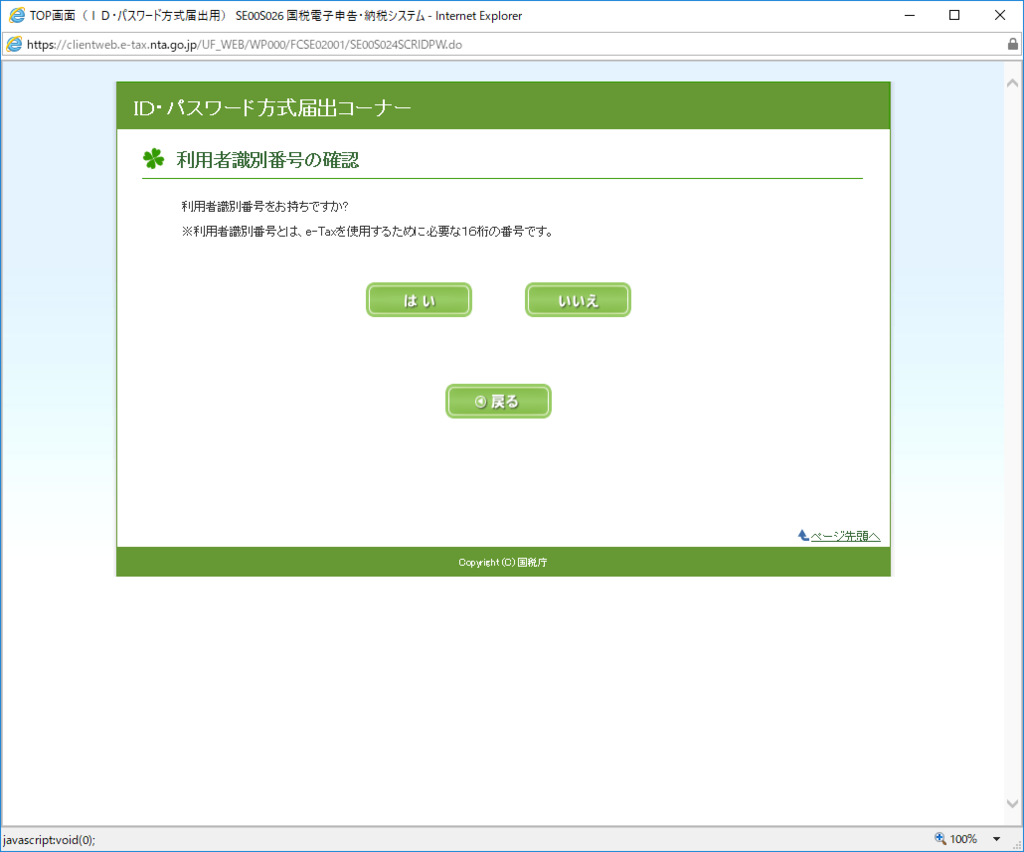 TOP画面（ＩＤ・パスワード方式届出用） SE00S026 国税電子申告・納税システム - Internet Explorer
https://clientweb.e-tax.nta.go.jp/UF_WEB/WP000/FCSE02001/SE00S024SCRIDPW.do
ID・パスワード方式届出コーナー
利用者識別番号の確認
利用者識別番号をお持ちですか?
※利用者識別番号とは、e-Taxを使用するために必要な16桁の番号です。
はい
いいえ
戻る
ページ先頭へ
Copyright (C) 国税庁
javascript:void(0);
100%